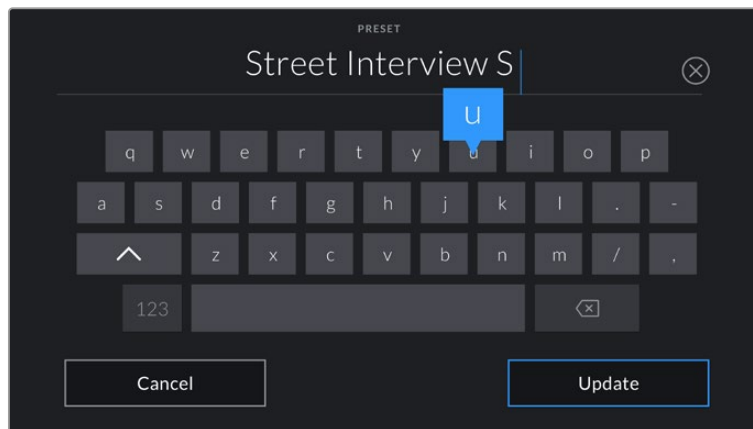 PRESET
Street Interview S
u
q w e r t y u i o p
a s d f g h j k l . -
z x c v b n m / ,
123
Cancel Update